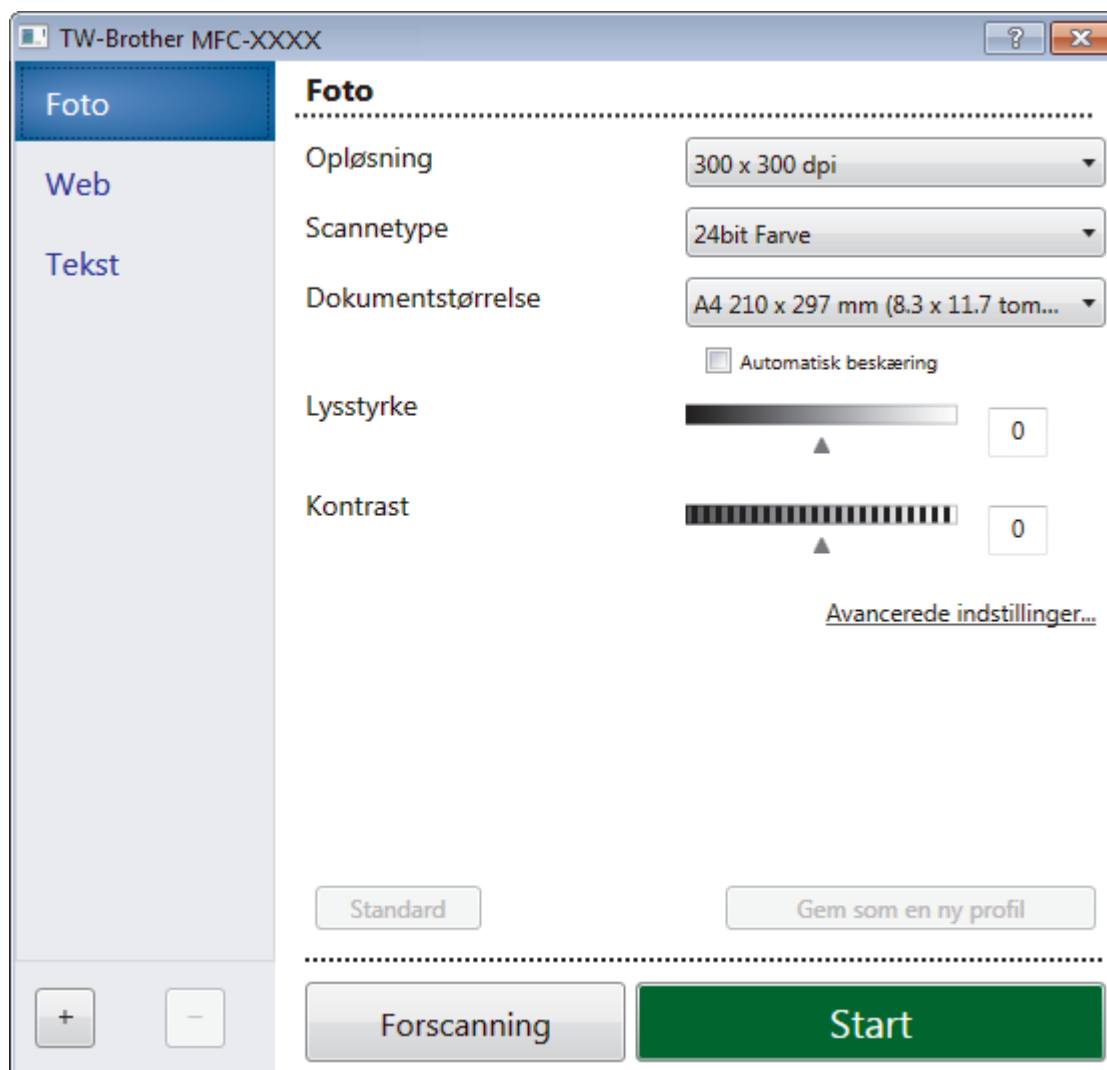 TW-Brother MFC-XXXX
?
Foto
Web
Tekst
Foto
Opløsning
300 x 300 dpi
Scannetype
24bit Farve
Dokumentstørrelse
A4 210 x 297 mm (8.3 x 11.7 tom...
Automatisk beskæring
Lysstyrke
0
Kontrast
0
Avancerede indstillinger...
Standard
Gem som en ny profil
+
−
Forscanning
Start